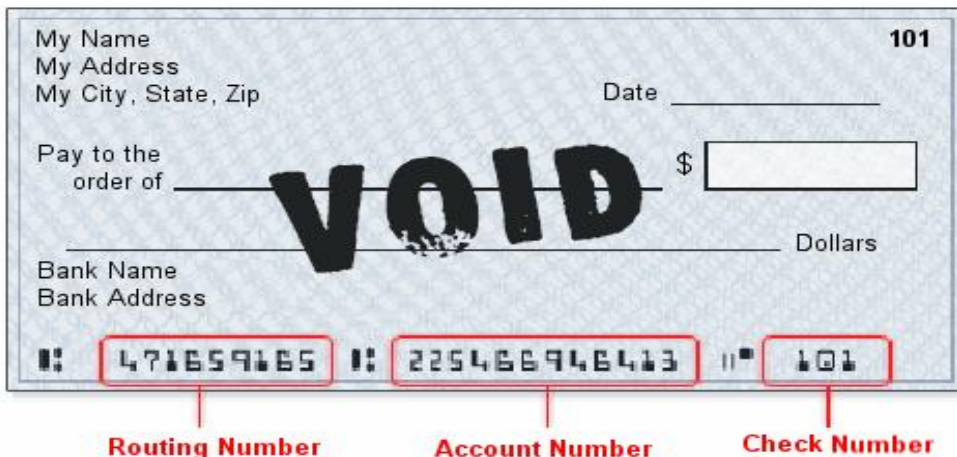 My Name 101
My Address
My City, State, Zip Date
Pay to the $
order of
VOID
Dollars
Bank Name
Bank Address
⑆ 471659165 ⑆ 225466946413 ⑈ 101
Routing Number Account Number Check Number